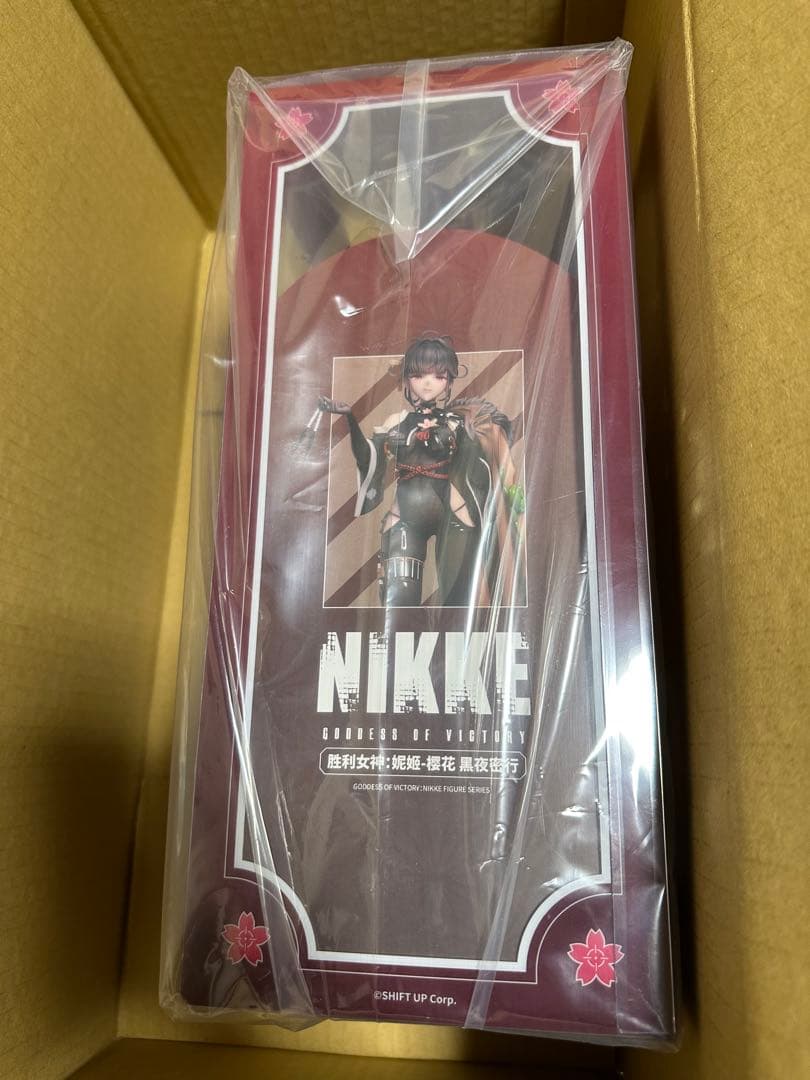 NIKKE
GODDESS OF VICTORY
胜利女神:妮姬-樱花 黑夜密行
GODDESS OF VICTORY:NIKKE FIGURE SERIES
©SHIFT UP Corp.